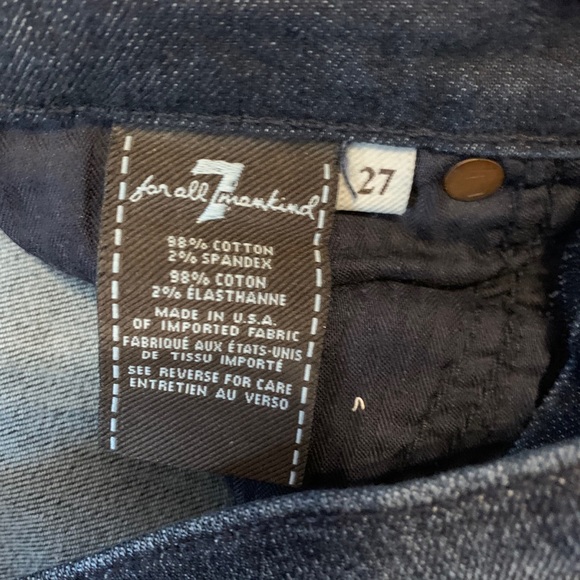 for all 7 mankind
27
98% COTTON
2% SPANDEX
98% COTON
2% ÉLASTHANNE
MADE IN U.S.A.
OF IMPORTED FABRIC
FABRIQUÉ AUX ÉTATS-UNIS
DE TISSU IMPORTÉ
SEE REVERSE FOR CARE
ENTRETIEN AU VERSO